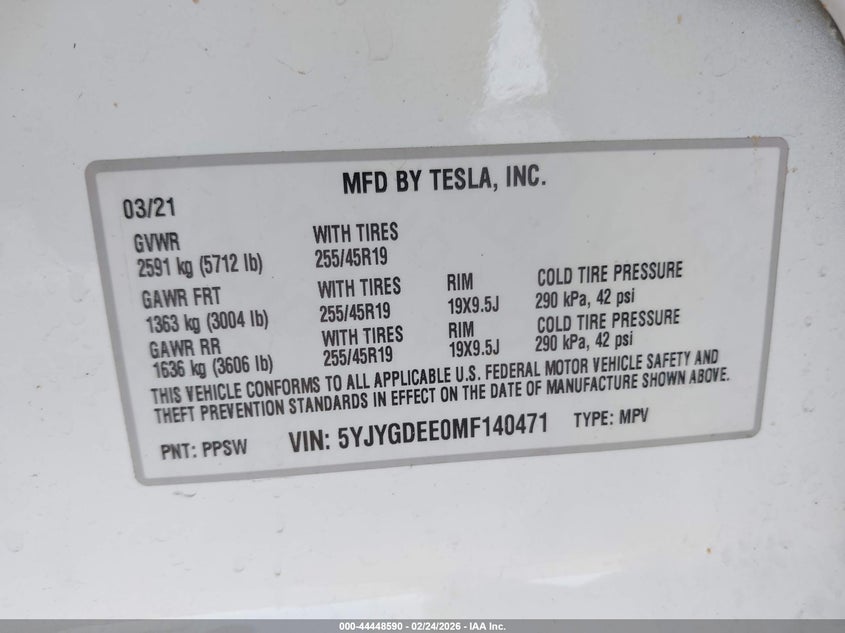 MFD BY TESLA, INC.
03/21
GVWR WITH TIRES
2591 kg (5712 lb) 255/45R19
GAWR FRT WITH TIRES RIM COLD TIRE PRESSURE
1363 kg (3004 lb) 255/45R19 19X9.5J 290 kPa, 42 psi
GAWR RR WITH TIRES RIM COLD TIRE PRESSURE
1636 kg (3606 lb) 255/45R19 19X9.5J 290 kPa, 42 psi
THIS VEHICLE CONFORMS TO ALL APPLICABLE U.S. FEDERAL MOTOR VEHICLE SAFETY AND
THEFT PREVENTION STANDARDS IN EFFECT ON THE DATE OF MANUFACTURE SHOWN ABOVE.
PNT: PPSW VIN: 5YJYGDEE0MF140471 TYPE: MPV
000-44448590 - 02/24/2026 - IAA Inc.